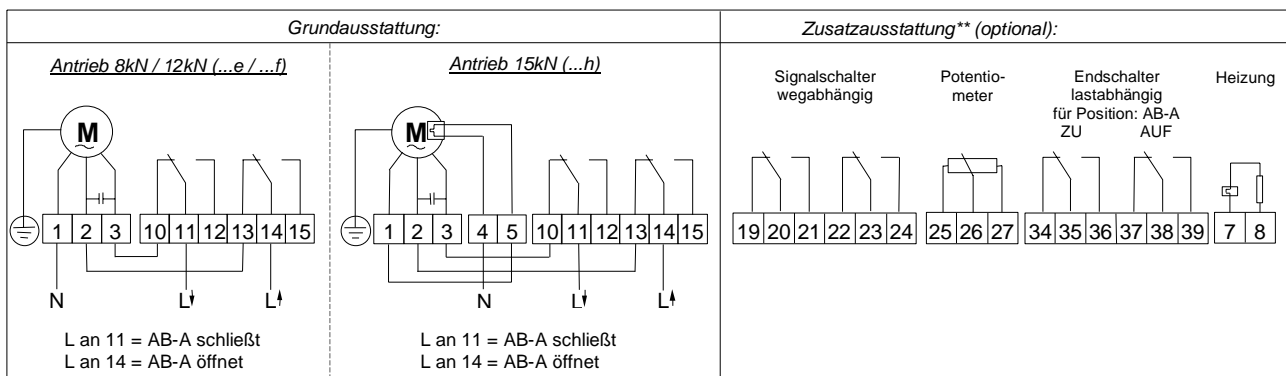 Grundausstattung:
Zusatzausstattung** (optional):
Antrieb 8kN / 12kN (...e / ...f)
M
~
1 2 3 10 11 12 13 14 15
N L L
L an 11 = AB-A schließt
L an 14 = AB-A öffnet
Antrieb 15kN (...h)
M
~
1 2 3 4 5 10 11 12 13 14 15
N L L
L an 11 = AB-A schließt
L an 14 = AB-A öffnet
Signalschalter
wegabhängig
19 20 21 22 23 24
Potentio-
meter
25 26 27
Endschalter
lastabhängig
für Position: AB-A
ZU AUF
34 35 36 37 38 39
Heizung
7 8